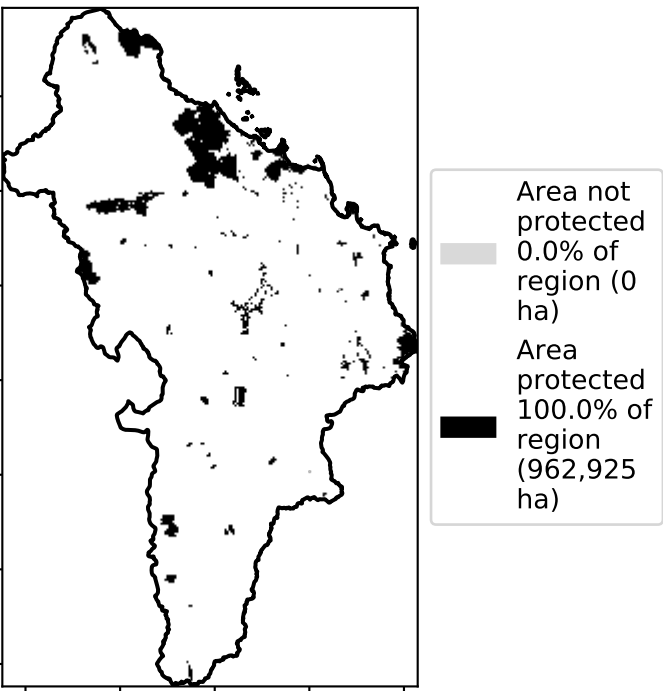 Area not
protected
0.0% of
region (0
ha)
Area
protected
100.0% of
region
(962,925
ha)